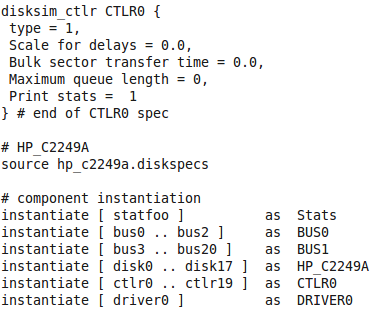 disksim_ctlr CTLR0 {
 type = 1,
 Scale for delays = 0.0,
 Bulk sector transfer time = 0.0,
 Maximum queue length = 0,
 Print stats =  1
} # end of CTLR0 spec

# HP_C2249A
source hp_c2249a.diskspecs

# component instantiation
instantiate [ statfoo ]          as  Stats
instantiate [ bus0 .. bus2 ]     as  BUS0
instantiate [ bus3 .. bus20 ]    as  BUS1
instantiate [ disk0 .. disk17 ]  as  HP_C2249A
instantiate [ ctlr0 .. ctlr19 ]  as  CTLR0
instantiate [ driver0 ]          as  DRIVER0